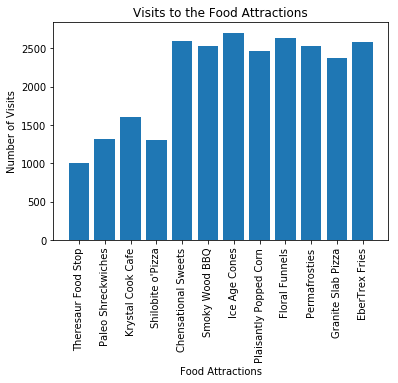 Visits to the Food Attractions
Number of Visits
2500
2000
1500
1000
500
0
Theresaur Food Stop
Paleo Shreckwiches
Krystal Cook Cafe
Shilobite o'Pizza
Chensational Sweets
Smoky Wood BBQ
Ice Age Cones
Plaisantly Popped Corn
Floral Funnels
Permafrosties
Granite Slab Pizza
EberTrex Fries
Food Attractions